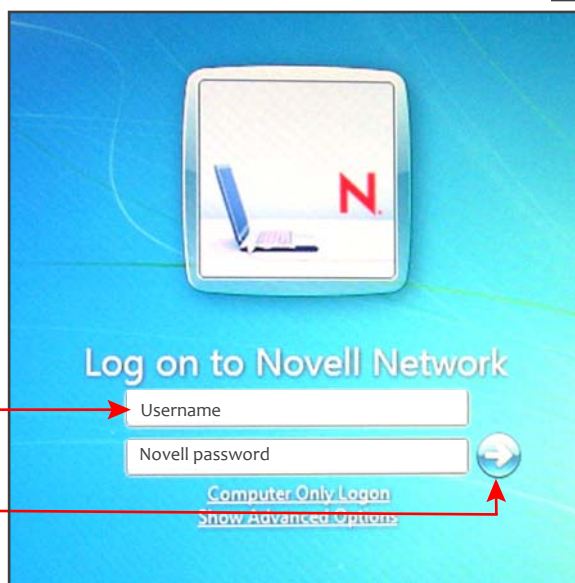 N.
Log on to Novell Network
Username
Novell password
Computer Only Logon
Show Advanced Options